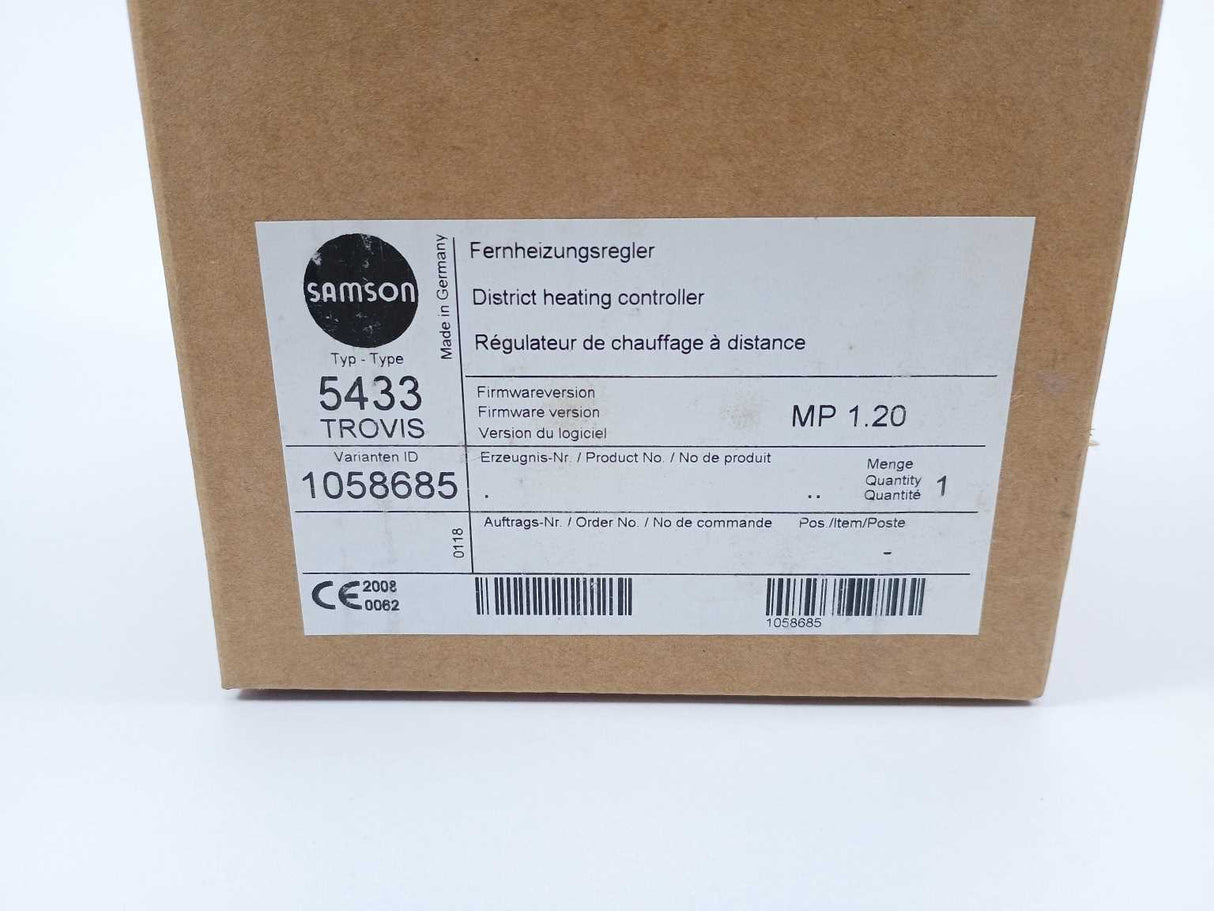 SAMSON
Made in Germany
Typ - Type
5433
TROVIS
Varianten ID
1058685
0118
CE 2008
0062
Fernheizungsregler
District heating controller
Régulateur de chauffage à distance
Firmwareversion
Firmware version
Version du logiciel
MP 1.20
Erzeugnis-Nr. / Product No. / No de produit
. ..
Menge
Quantity
Quantité
1
Auftrags-Nr. / Order No. / No de commande
Pos./Item/Poste
-
1058685